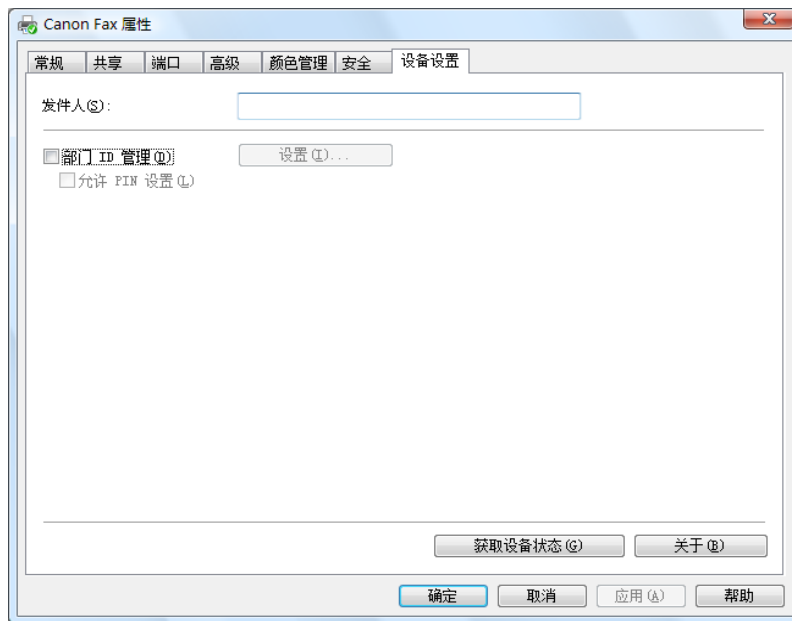 Canon Fax 属性
常规 共享 端口 高级 颜色管理 安全 设备设置
发件人(S):
部门 ID 管理(D) 设置(I)...
允许 PIN 设置(L)
获取设备状态(G) 关于(B)
确定 取消 应用(A) 帮助